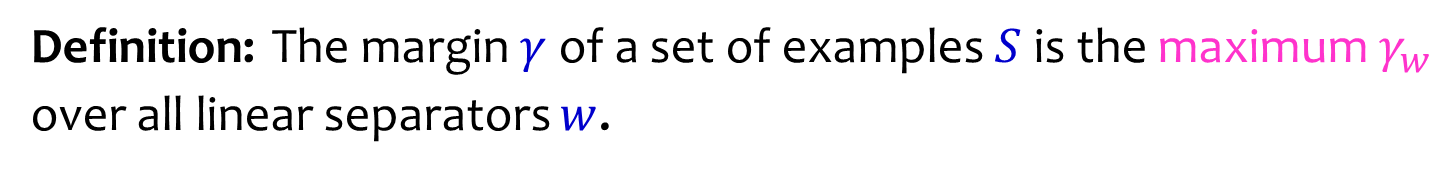 Definition: The margin γ of a set of examples S is the maximum γ_w
over all linear separators w.